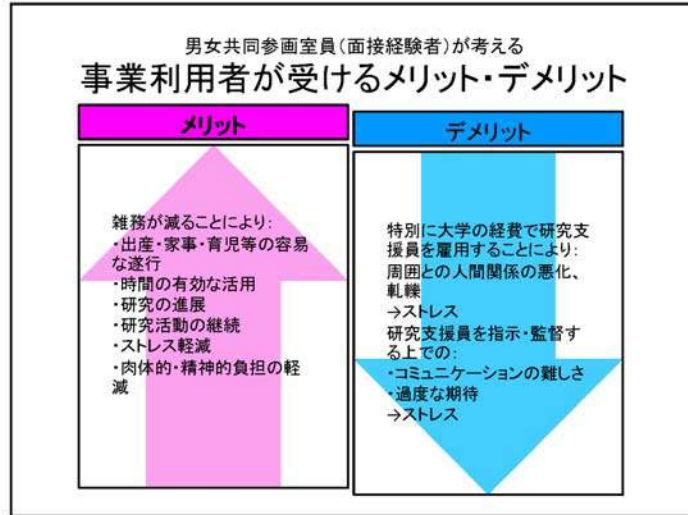 男女共同参画室員（面接経験者）が考える
事業利用者が受けるメリット・デメリット
メリット
雑務が減ることにより：
・出産・家事・育児等の容易
な遂行
・時間の有効な活用
・研究の進展
・研究活動の継続
・ストレス軽減
・肉体的・精神的負担の軽
減
デメリット
特別に大学の経費で研究支
援員を雇用することにより：
周囲との人間関係の悪化、
軋轢
→ストレス
研究支援員を指示・監督す
る上での：
・コミュニケーションの難しさ
・過度な期待
→ストレス